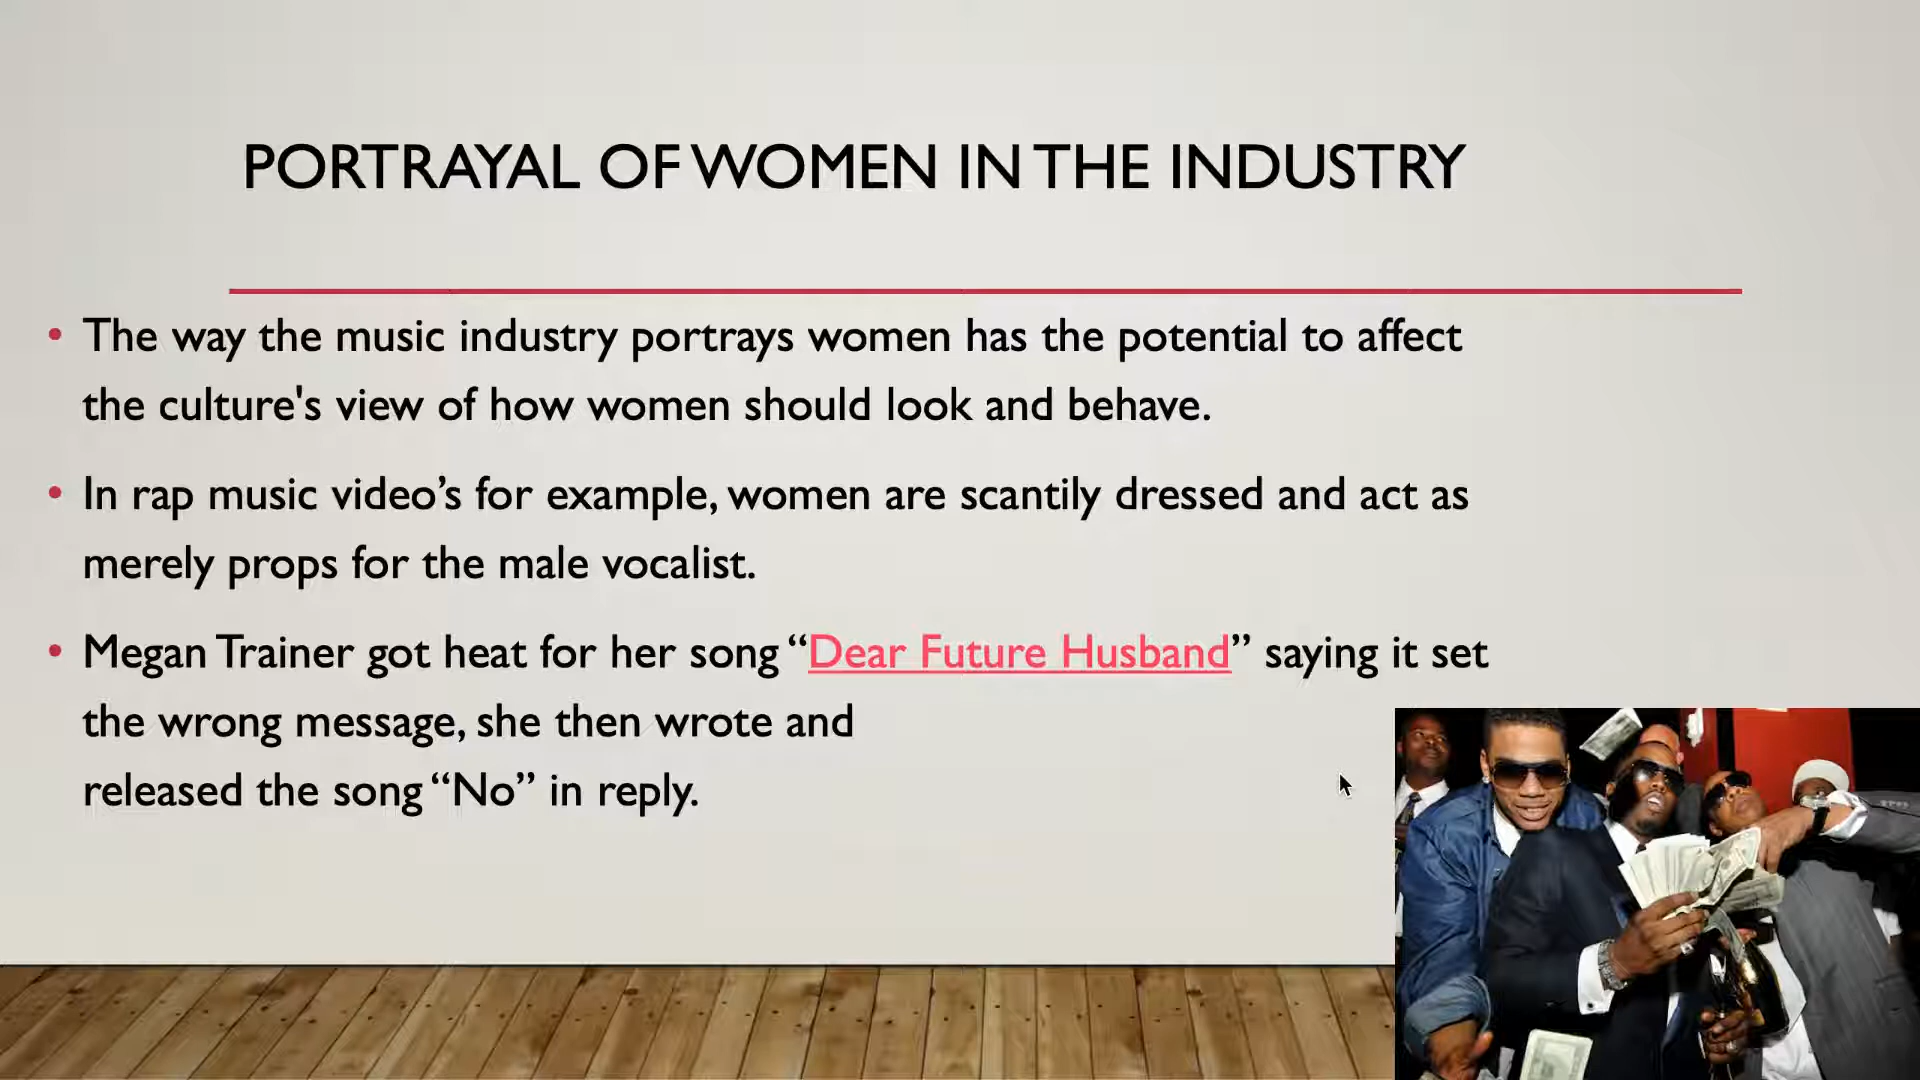 PORTRAYAL OF WOMEN IN THE INDUSTRY
• The way the music industry portrays women has the potential to affect
the culture's view of how women should look and behave.
• In rap music video’s for example, women are scantily dressed and act as
merely props for the male vocalist.
• Megan Trainer got heat for her song “Dear Future Husband” saying it set
the wrong message, she then wrote and
released the song “No” in reply.